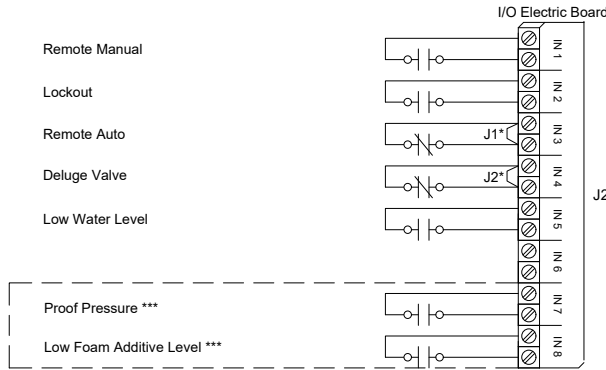 I/O Electric Board
Remote Manual
IN 1
Lockout
IN 2
Remote Auto
J1*
IN 3
Deluge Valve
J2*
IN 4
J2
Low Water Level
IN 5
IN 6
Proof Pressure ***
IN 7
Low Foam Additive Level ***
IN 8